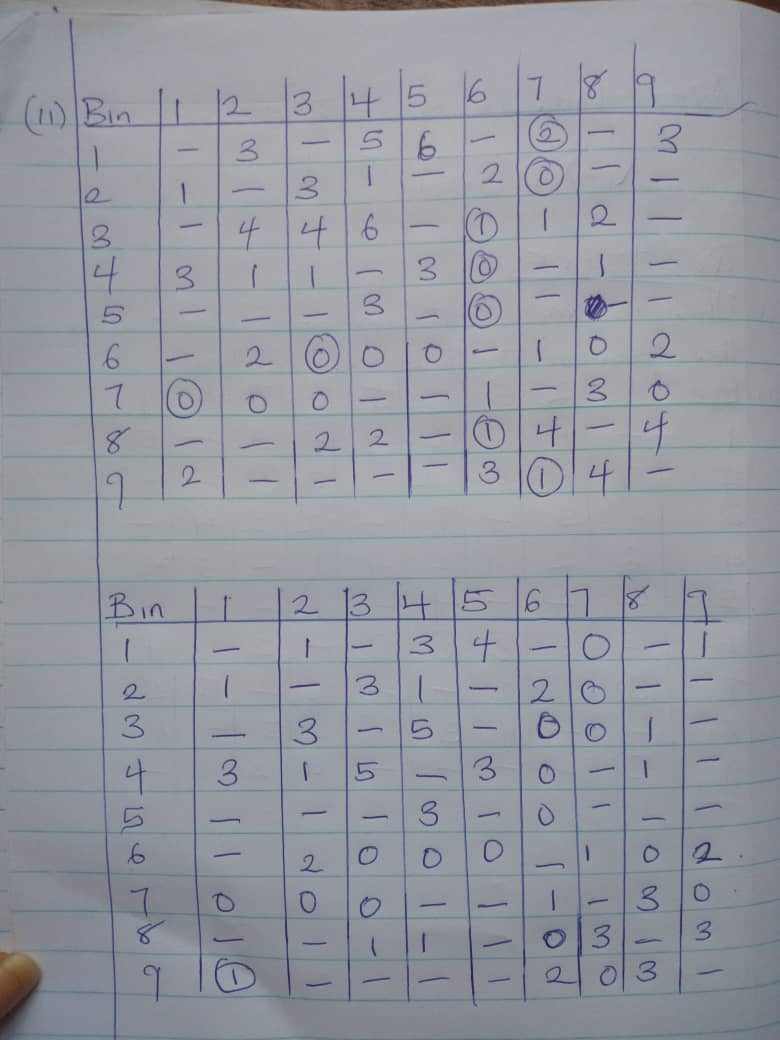 (11) Bin 1 2 3 4 5 6 7 8 9
1 - 3 - 5 6 - 2 - 3
2 1 - 3 1 - 2 0 - -
3 - 4 4 6 - 1 1 2 -
4 3 1 1 - 3 0 - 1 -
5 - - - 3 - 0 - - -
6 - 2 0 0 0 - 1 0 2
7 0 0 0 - - 1 - 3 0
8 - - 2 2 - 1 4 - 4
9 2 - - - - 3 1 4 -
Bin 1 2 3 4 5 6 7 8 9
1 - 1 - 3 4 - 0 - 1
2 1 - 3 1 - 2 0 - -
3 - 3 - 5 - 0 0 1 -
4 3 1 5 - 3 0 - 1 -
5 - - - 3 - 0 - - -
6 - 2 0 0 0 - 1 0 2
7 0 0 0 - - 1 - 3 0
8 - - 1 1 - 0 3 - 3
9 1 - - - - 2 0 3 -